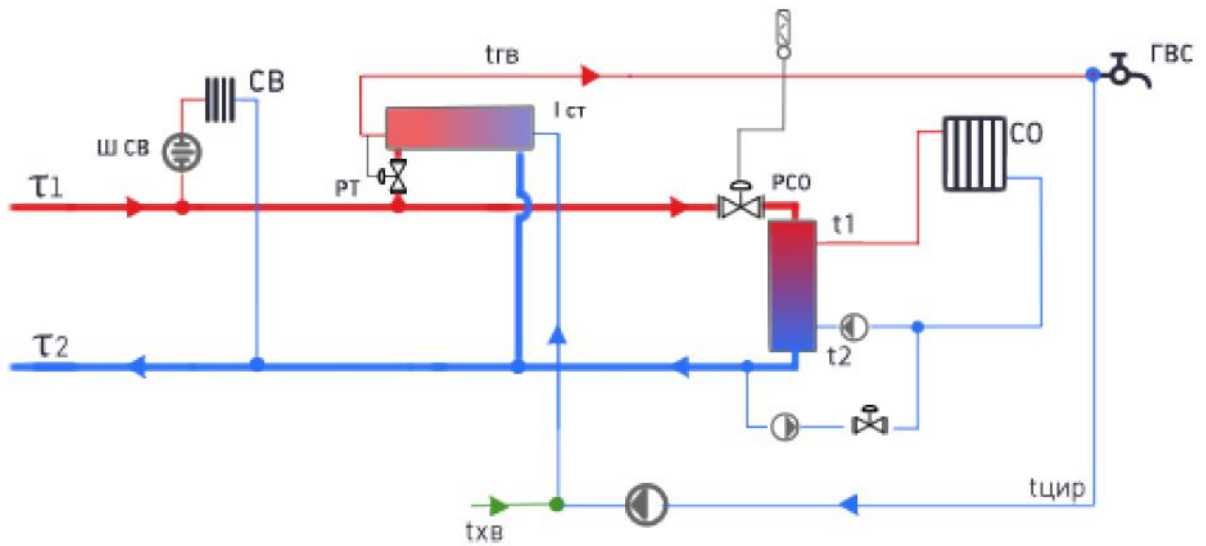 tгв
ГВС
СВ
I ст
СО
Ш СВ
τ1
РТ
РСО
t1
τ2
t2
tцир
tхв